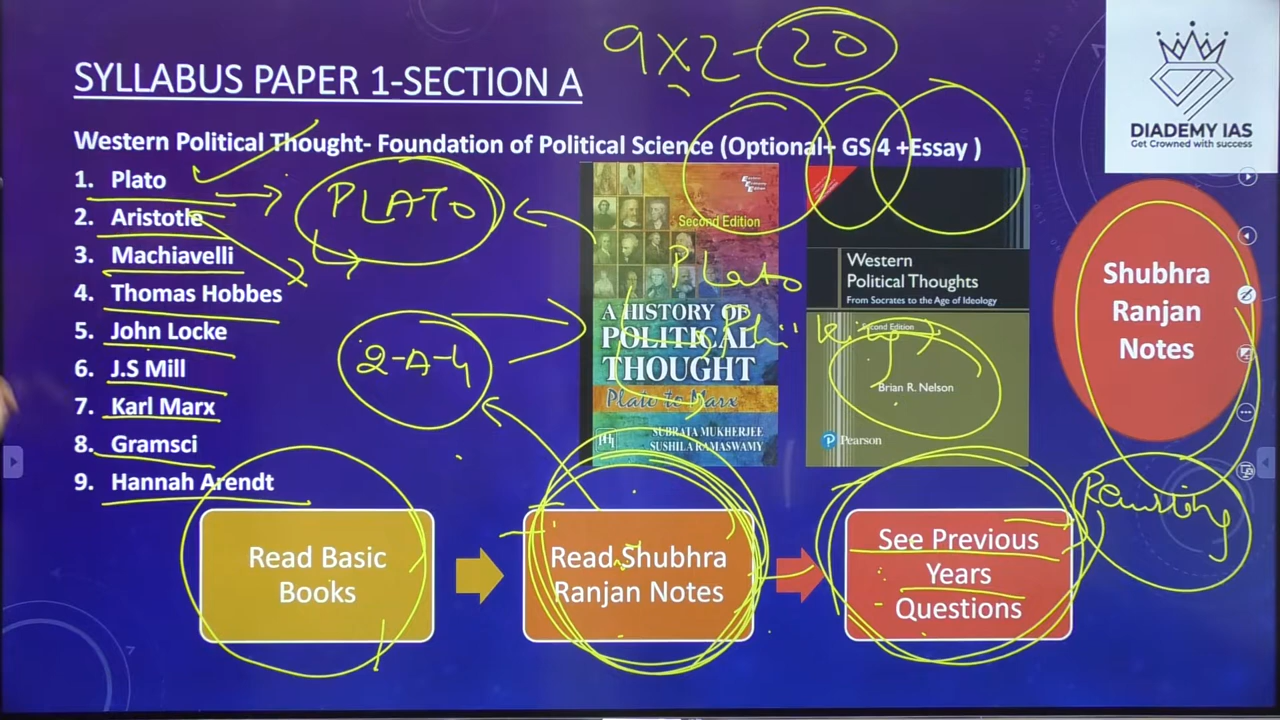 9X2-20
SYLLABUS PAPER 1-SECTION A
DIADEMY IAS
Get Crowned with success
Western Political Thought- Foundation of Political Science (Optional+ GS 4 +Essay )
1. Plato
2. Aristotle
3. Machiavelli
4. Thomas Hobbes
5. John Locke
6. J.S Mill
7. Karl Marx
8. Gramsci
9. Hannah Arendt
PLATO
2-A-4
Second Edition
A HISTORY OF
POLITICAL
THOUGHT
Plato to Marx
SUBRATA MUKHERJEE
SUSHILA RAMASWAMY
PHI
Plato
Phil King
Western
Political Thoughts
From Socrates to the Age of Ideology
Second Edition
Brian R. Nelson
Pearson
Shubhra
Ranjan
Notes
Read Basic
Books
Read Shubhra
Ranjan Notes
See Previous
Years
Questions